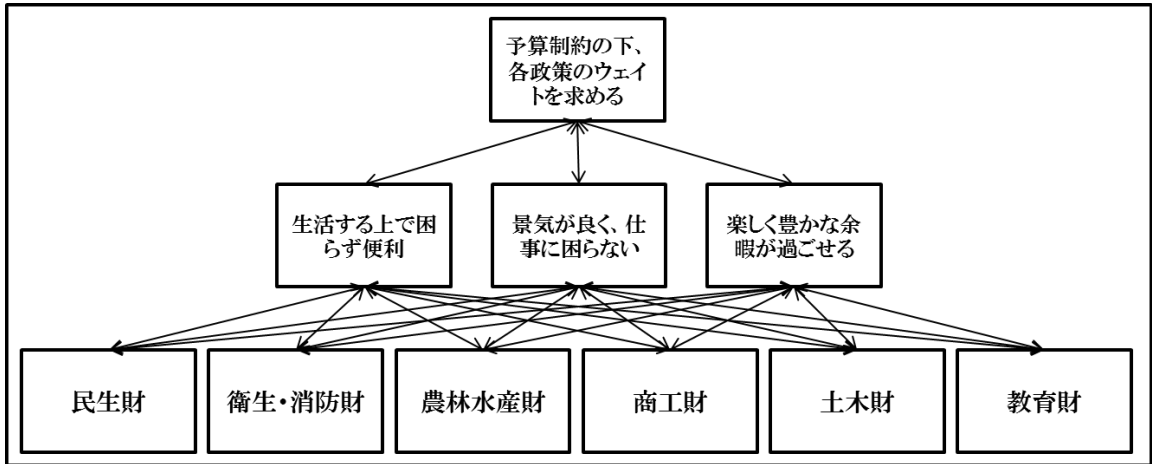 予算制約の下、
各政策のウェイ
トを求める
生活する上で困
らず便利
景気が良く、仕
事に困らない
楽しく豊かな余
暇が過ごせる
民生財
衛生・消防財
農林水産財
商工財
土木財
教育財